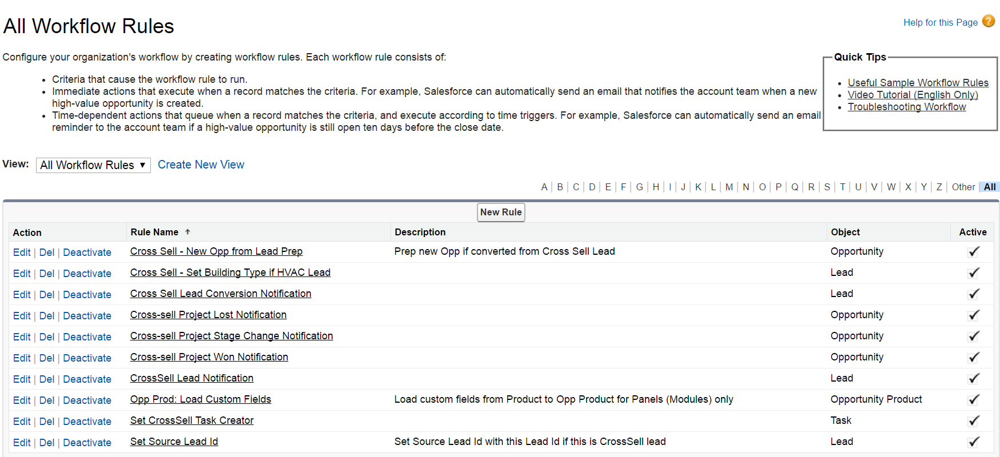 All Workflow Rules
Help for this Page ?
Configure your organization's workflow by creating workflow rules. Each workflow rule consists of:
• Criteria that cause the workflow rule to run.
• Immediate actions that execute when a record matches the criteria. For example, Salesforce can automatically send an email that notifies the account team when a new
high-value opportunity is created.
• Time-dependent actions that queue when a record matches the criteria, and execute according to time triggers. For example, Salesforce can automatically send an email
reminder to the account team if a high-value opportunity is still open ten days before the close date.
Quick Tips
• Useful Sample Workflow Rules
• Video Tutorial (English Only)
• Troubleshooting Workflow
View: All Workflow Rules ▼ Create New View
A | B | C | D | E | F | G | H | I | J | K | L | M | N | O | P | Q | R | S | T | U | V | W | X | Y | Z | Other | All
New Rule
Action Rule Name ↑ Description Object Active
Edit | Del | Deactivate Cross Sell - New Opp from Lead Prep Prep new Opp if converted from Cross Sell Lead Opportunity ✓
Edit | Del | Deactivate Cross Sell - Set Building Type if HVAC Lead Lead ✓
Edit | Del | Deactivate Cross Sell Lead Conversion Notification Lead ✓
Edit | Del | Deactivate Cross-sell Project Lost Notification Opportunity ✓
Edit | Del | Deactivate Cross-sell Project Stage Change Notification Opportunity ✓
Edit | Del | Deactivate Cross-sell Project Won Notification Opportunity ✓
Edit | Del | Deactivate CrossSell Lead Notification Lead ✓
Edit | Del | Deactivate Opp Prod: Load Custom Fields Load custom fields from Product to Opp Product for Panels (Modules) only Opportunity Product ✓
Edit | Del | Deactivate Set CrossSell Task Creator Task ✓
Edit | Del | Deactivate Set Source Lead Id Set Source Lead Id with this Lead Id if this is CrossSell lead Lead ✓